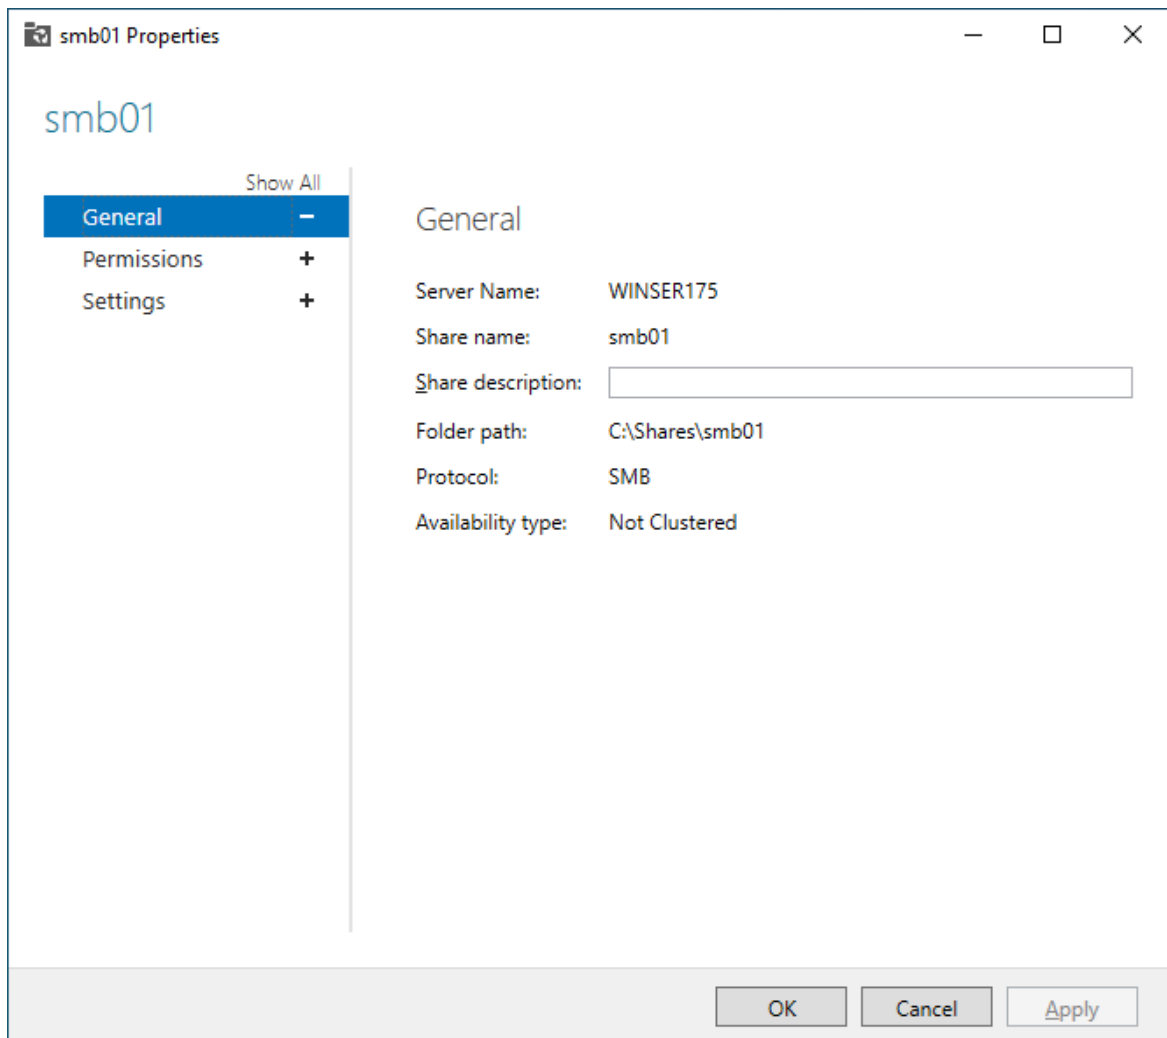 smb01 Properties
smb01
Show All
General
Permissions
Settings
General
Server Name: WINSER175
Share name: smb01
Share description:
Folder path: C:\Shares\smb01
Protocol: SMB
Availability type: Not Clustered
OK Cancel Apply